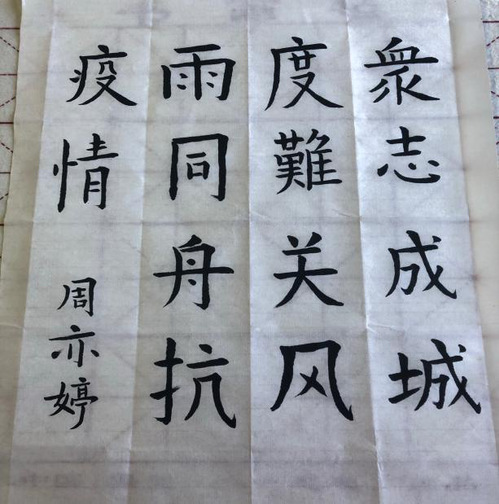 衆志成城
度難关风
雨同舟抗
疫情
周亦婷